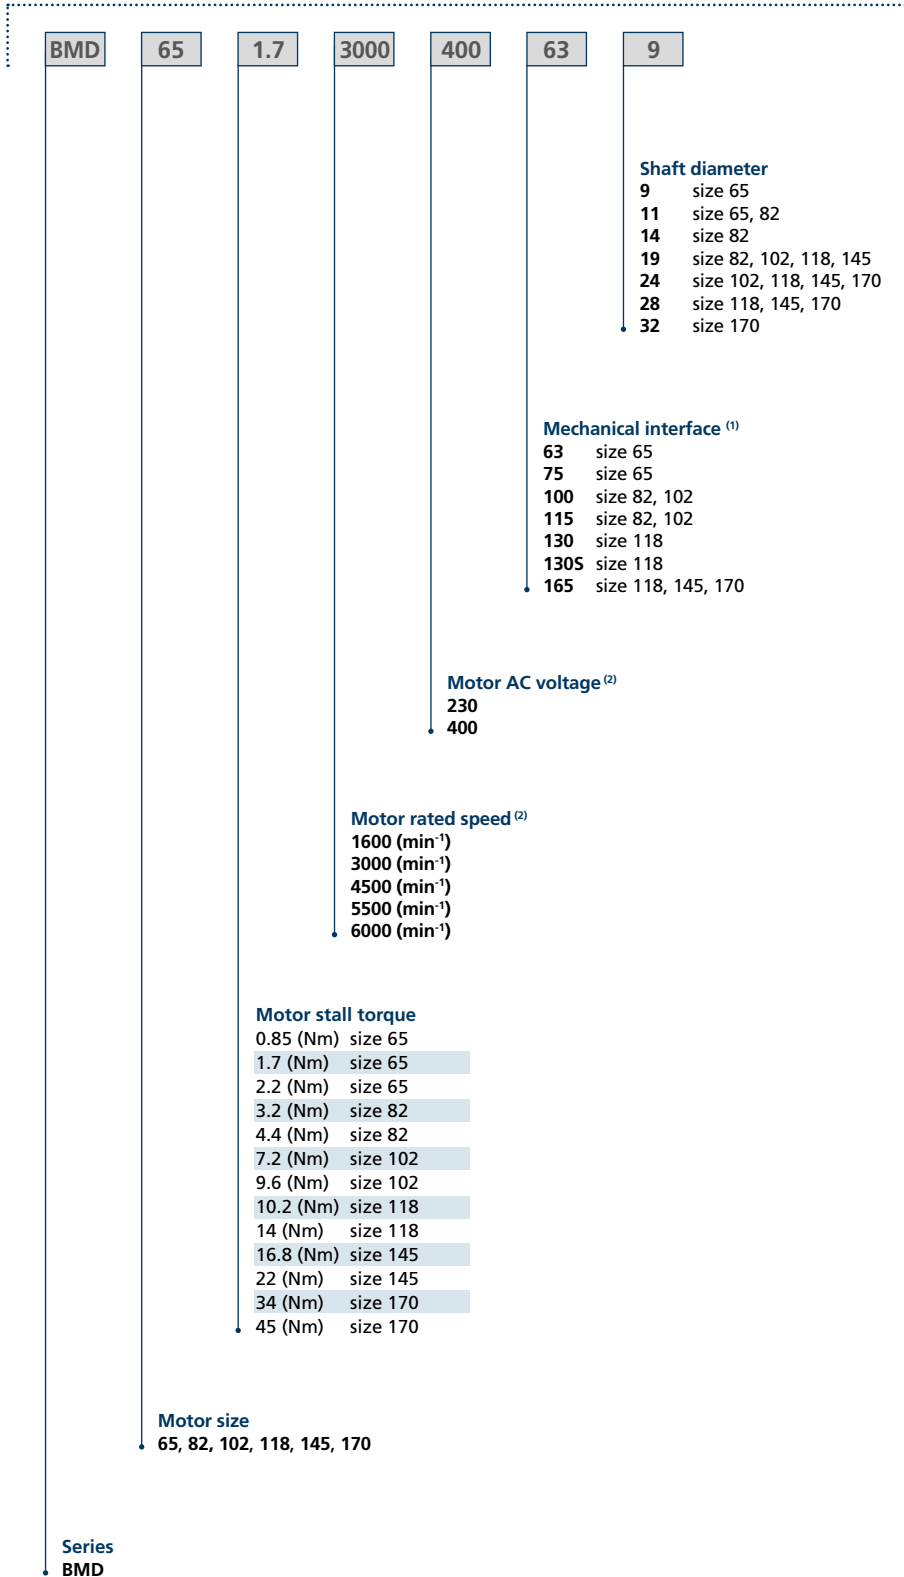 BMD 65 1.7 3000 400 63 9
Shaft diameter
9 size 65
11 size 65, 82
14 size 82
19 size 82, 102, 118, 145
24 size 102, 118, 145, 170
28 size 118, 145, 170
32 size 170
Mechanical interface (1)
63 size 65
75 size 65
100 size 82, 102
115 size 82, 102
130 size 118
130S size 118
165 size 118, 145, 170
Motor AC voltage (2)
230
400
Motor rated speed (2)
1600 (min-1)
3000 (min-1)
4500 (min-1)
5500 (min-1)
6000 (min-1)
Motor stall torque
0.85 (Nm) size 65
1.7 (Nm) size 65
2.2 (Nm) size 65
3.2 (Nm) size 82
4.4 (Nm) size 82
7.2 (Nm) size 102
9.6 (Nm) size 102
10.2 (Nm) size 118
14 (Nm) size 118
16.8 (Nm) size 145
22 (Nm) size 145
34 (Nm) size 170
45 (Nm) size 170
Motor size
65, 82, 102, 118, 145, 170
Series
BMD